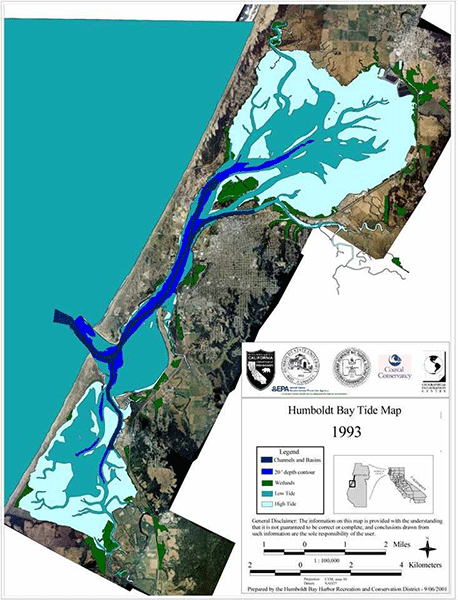 CALIFORNIA
Coastal
Conservancy
EPA
Humboldt Bay Tide Map
1993
Legend
Channels and Basins
20' depth contour
Wetlands
Low Tide
High Tide
General Disclaimer: The information on this map is provided with the understanding
that it is not guaranteed to be correct or complete, and conclusions drawn
from such information are the sole responsibility of the user.
1 0 1 2 Miles
1 : 100,000
2 0 2 4
Kilometers
Prepared by the Humboldt Bay Harbor Recreation and Conservation District - 9/06/2001